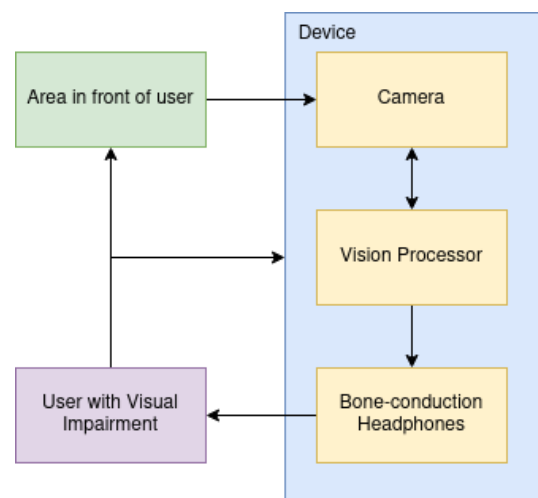 Device
Area in front of user
Camera
Vision Processor
User with Visual
Impairment
Bone-conduction
Headphones